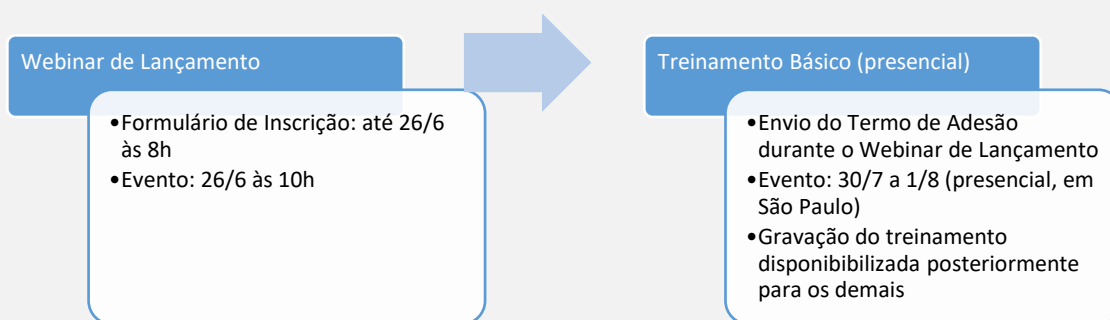 Webinar de Lançamento
•Formulário de Inscrição: até 26/6
às 8h
•Evento: 26/6 às 10h
Treinamento Básico (presencial)
•Envio do Termo de Adesão
durante o Webinar de Lançamento
•Evento: 30/7 a 1/8 (presencial, em
São Paulo)
•Gravação do treinamento
disponibibilizada posteriormente
para os demais